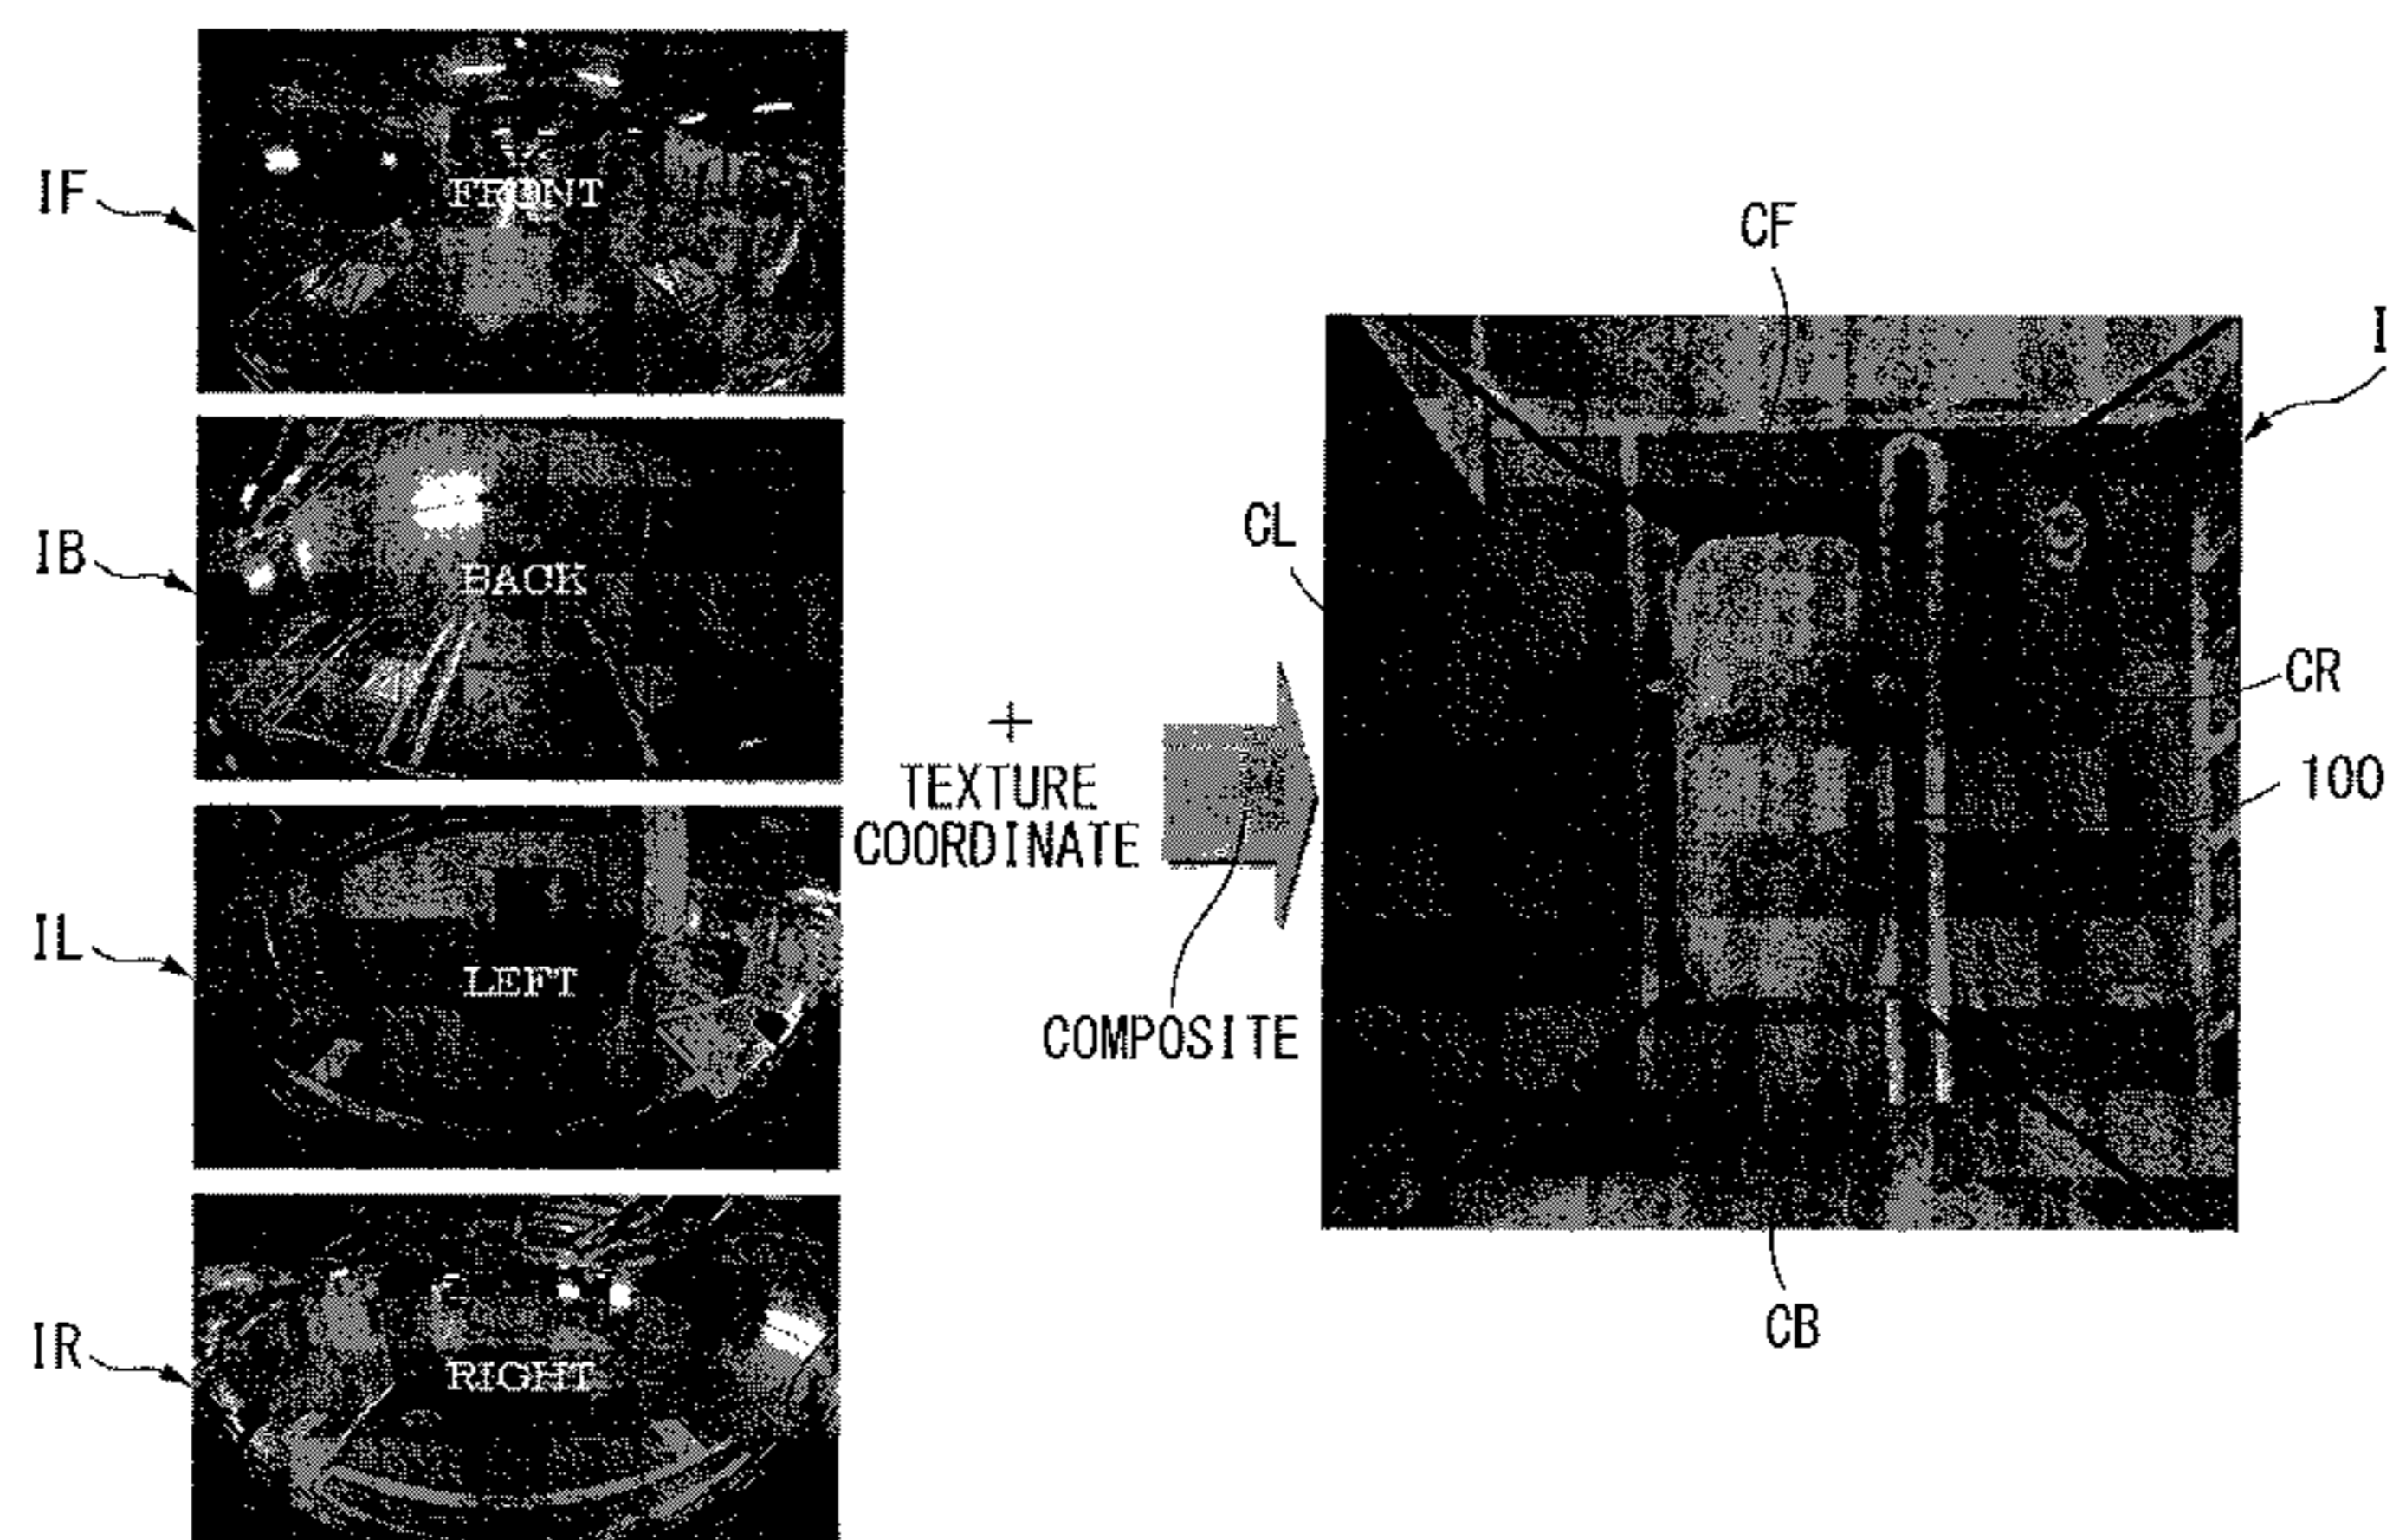 IF
FRONT
IB
BACK
IL
LEFT
IR
RIGHT
+
TEXTURE
COORDINATE
COMPOSITE
CF
I
CL
CR
100
CB